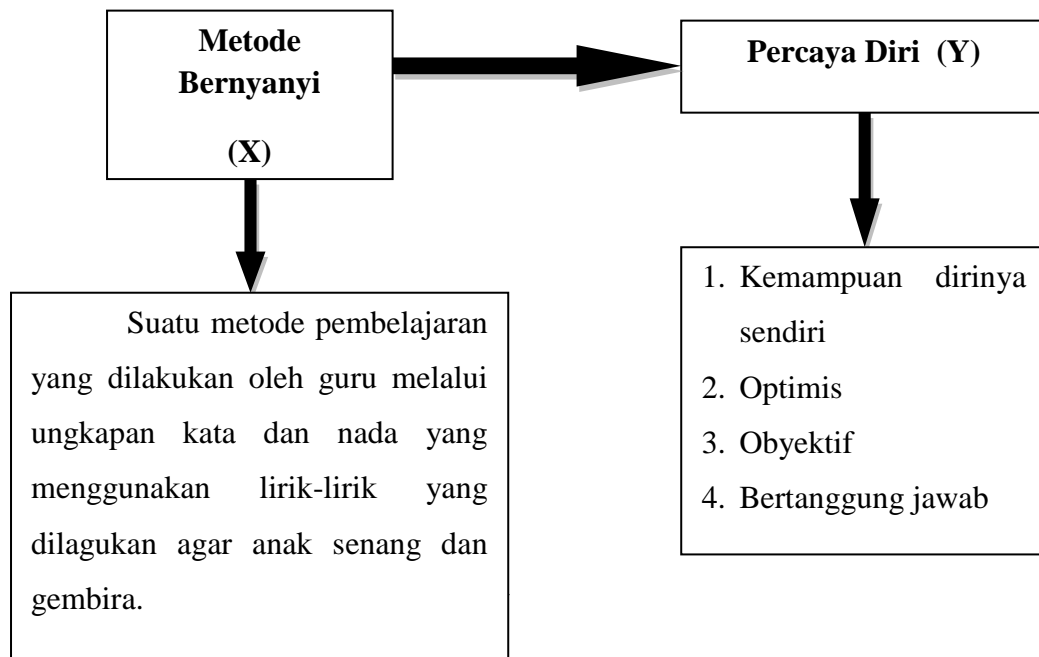 Metode
Bernyanyi
(X)
Percaya Diri (Y)
Suatu metode pembelajaran
yang dilakukan oleh guru melalui
ungkapan kata dan nada yang
menggunakan lirik-lirik yang
dilagukan agar anak senang dan
gembira.
1. Kemampuan dirinya
sendiri
2. Optimis
3. Obyektif
4. Bertanggung jawab